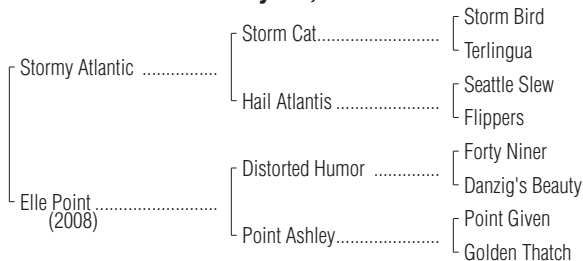 Storm Bird
Storm Cat....................
Terlingua
Stormy Atlantic ...............
Seattle Slew
Hail Atlantis ....................
Flippers
Forty Niner
Distorted Humor .............
Danzig's Beauty
Elle Point ........................
(2008)
Point Given
Point Ashley....................
Golden Thatch